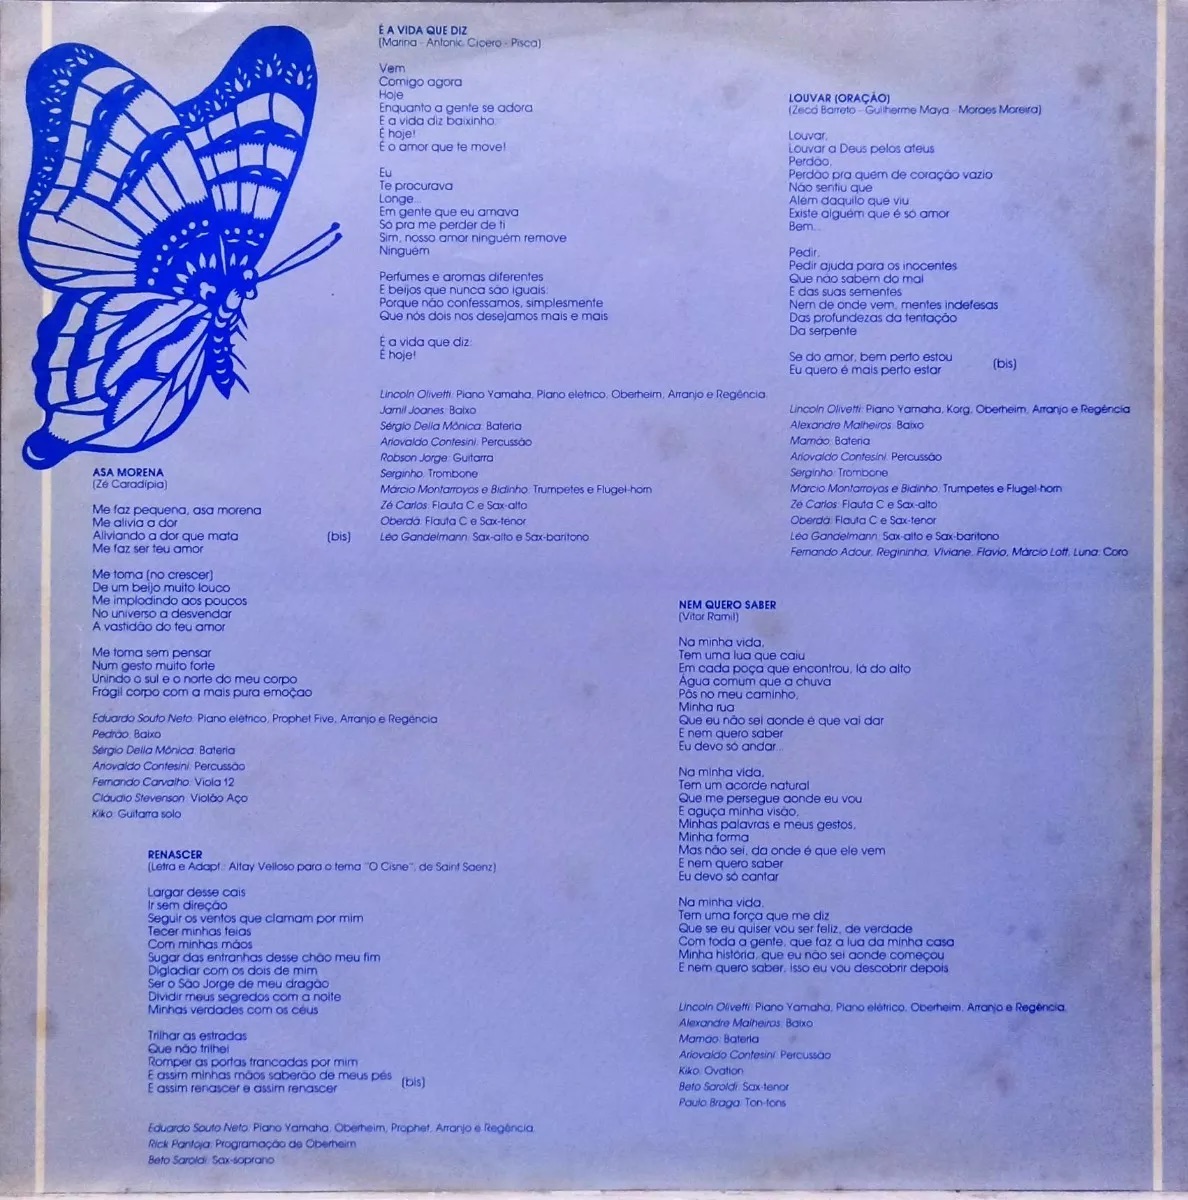 É A VIDA QUE DIZ
(Marina - Antonio Cicero - Pisca)
Vem
Comigo agora
Hoje
Enquanto a gente se adora
E a vida diz baixinho:
É hoje!
É o amor que te move!
Eu
Te procurava
Longe...
Em gente que eu amava
Só pra me perder de ti
Sim, nosso amor ninguém remove
Ninguém
Perfumes e aromas diferentes
E beijos que nunca são iguais:
Porque não confessamos, simplesmente
Que nós dois nos desejamos mais e mais
É a vida que diz:
É hoje!
Lincoln Olivetti: Piano Yamaha, Piano elétrico, Oberheim, Arranjo e Regência.
Jamil Joanes: Baixo
Sérgio Della Mônica: Bateria
Ariovaldo Contesini: Percussão
Robson Jorge: Guitarra
Serginho: Trombone
Márcio Montarroyos e Bidinho: Trumpetes e Flugel-horn
Zé Carlos: Flauta C e Sax-alto
Oberdã: Flauta C e Sax-tenor
Léo Gandelmann: Sax-alto e Sax-baritono
LOUVAR (ORAÇÃO)
(Zeca Barreto - Guilherme Maya - Moraes Moreira)
Louvar,
Louvar a Deus pelos ateus
Perdão,
Perdão pra quem de coração vazio
Não sentiu que
Além daquilo que viu
Existe alguém que é só amor
Bem...
Pedir,
Pedir ajuda para os inocentes
Que não sabem do mal
E das suas sementes
Nem de onde vem, mentes indefesas
Das profundezas da tentação
Da serpente
Se do amor, bem perto estou
Eu quero é mais perto estar
(bis)
Lincoln Olivetti: Piano Yamaha, Korg, Oberheim, Arranjo e Regência
Alexandre Malheiros: Baixo
Mamão: Bateria
Ariovaldo Contesini: Percussão
Serginho: Trombone
Márcio Montarroyos e Bidinho: Trumpetes e Flugel-horn
Zé Carlos: Flauta C e Sax-alto
Oberdã: Flauta C e Sax-tenor
Léo Gandelmann: Sax-alto e Sax-baritono
Fernando Adour, Regininha, Viviane, Flavio, Márcio Lott, Luna: Coro
ASA MORENA
(Zé Caradípia)
Me faz pequena, asa morena
Me alivia a dor
Aliviando a dor que mata
Me faz ser teu amor
(bis)
Me toma (no crescer)
De um beijo muito louco
Me implodindo aos poucos
No universo a desvendar
A vastidão do teu amor
Me toma sem pensar
Num gesto muito forte
Unindo o sul e o norte do meu corpo
Frágil corpo com a mais pura emoção
Eduardo Souto Neto: Piano elétrico, Prophet Five, Arranjo e Regência
Pedrão: Baixo
Sérgio Della Mônica: Bateria
Ariovaldo Contesini: Percussão
Fernando Carvalho: Viola 12
Cláudio Stevenson: Violão Aço
Kiko: Guitarra solo
RENASCER
(Letra e Adapt.: Altay Velloso para o tema "O Cisne", de Saint Saenz)
Largar desse cais
Ir sem direção
Seguir os ventos que clamam por mim
Tecer minhas teias
Com minhas mãos
Sugar das entranhas desse chão meu fim
Digladiar com os dois de mim
Ser o São Jorge de meu dragão
Dividir meus segredos com a noite
Minhas verdades com os céus
Trilhar as estradas
Que não trilhei
Romper as portas trancadas por mim
E assim minhas mãos saberão de meus pés
E assim renascer e assim renascer
(bis)
Eduardo Souto Neto: Piano Yamaha, Oberheim, Prophet, Arranjo e Regência.
Rick Pantoja: Programação de Oberheim
Beto Saroldi: Sax-soprano
NEM QUERO SABER
(Vitor Ramil)
Na minha vida,
Tem uma lua que caiu
Em cada poça que encontrou, lá do alto
Água comum que a chuva
Pôs no meu caminho,
Minha rua
Que eu não sei aonde é que vai dar
E nem quero saber
Eu devo só andar...
Na minha vida,
Tem um acorde natural
Que me persegue aonde eu vou
E aguça minha visão,
Minhas palavras e meus gestos,
Minha forma
Mas não sei, da onde é que ele vem
E nem quero saber
Eu devo só cantar
Na minha vida,
Tem uma força que me diz
Que se eu quiser vou ser feliz, de verdade
Com toda a gente, que faz a lua da minha casa
Minha história, que eu não sei aonde começou
E nem quero saber, isso eu vou descobrir depois
Lincoln Olivetti: Piano Yamaha, Piano elétrico, Oberheim, Arranjo e Regência.
Alexandre Malheiros: Baixo
Mamão: Bateria
Ariovaldo Contesini: Percussão
Kiko: Ovation
Beto Saroldi: Sax-tenor
Paulo Braga: Ton-tons